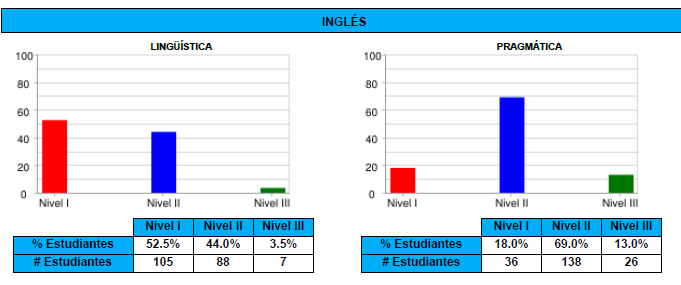 INGLÉS
LINGÜÍSTICA
100
80
60
40
20
0
Nivel I Nivel II Nivel III
Nivel I Nivel II Nivel III
% Estudiantes 52.5% 44.0% 3.5%
# Estudiantes 105 88 7
PRAGMÁTICA
100
80
60
40
20
0
Nivel I Nivel II Nivel III
Nivel I Nivel II Nivel III
% Estudiantes 18.0% 69.0% 13.0%
# Estudiantes 36 138 26